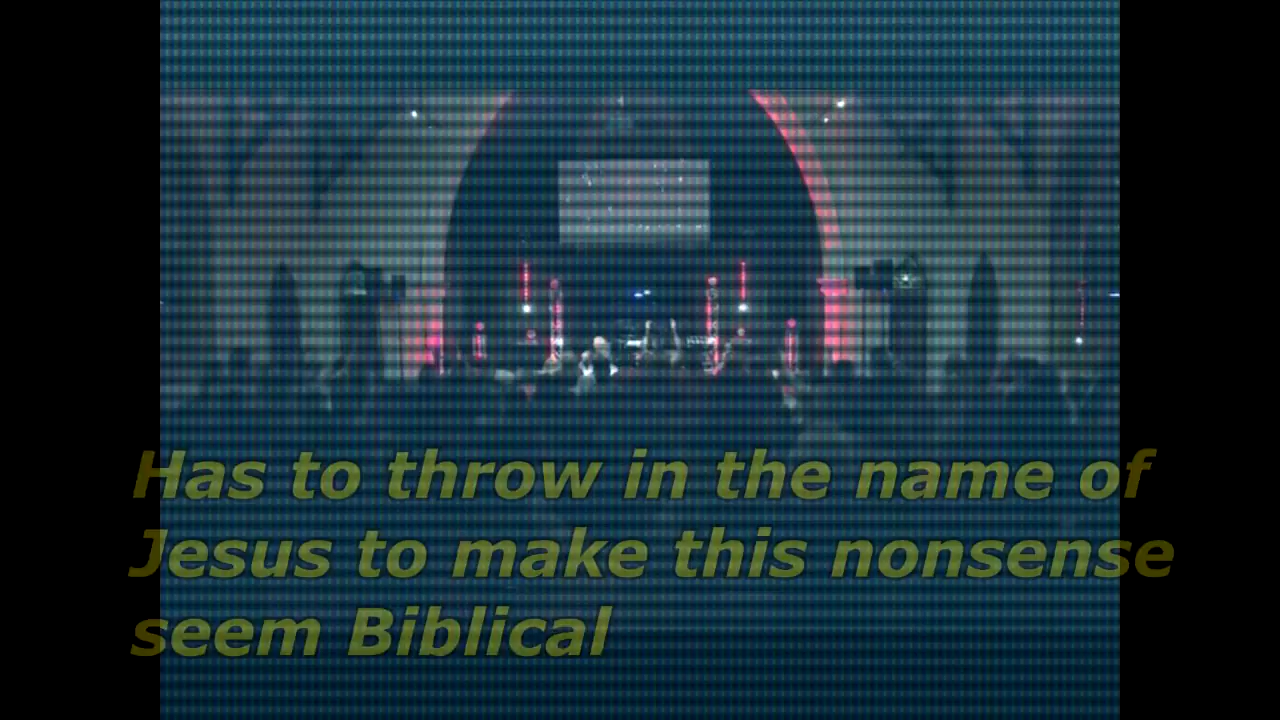 Has to throw in the name of
Jesus to make this nonsense
seem Biblical